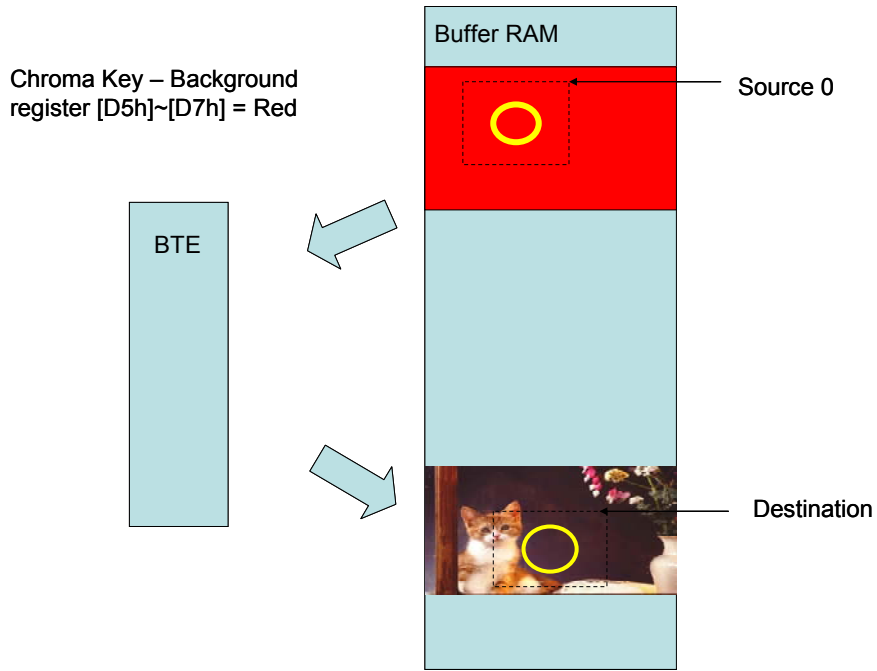 Buffer RAM
Chroma Key – Background
register [D5h]~[D7h] = Red
Source 0
BTE
Destination